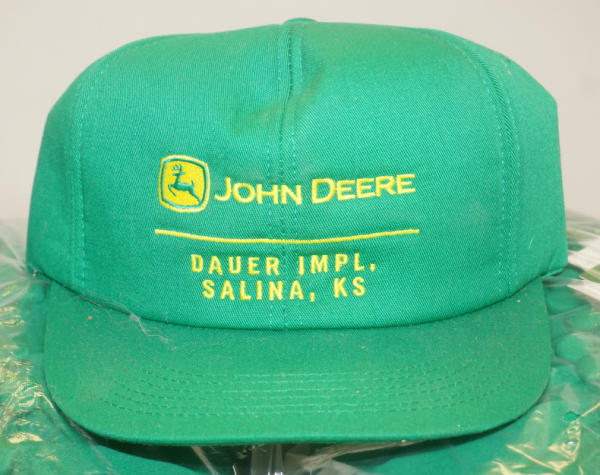 JOHN DEERE
DAUER IMPL.
SALINA, KS